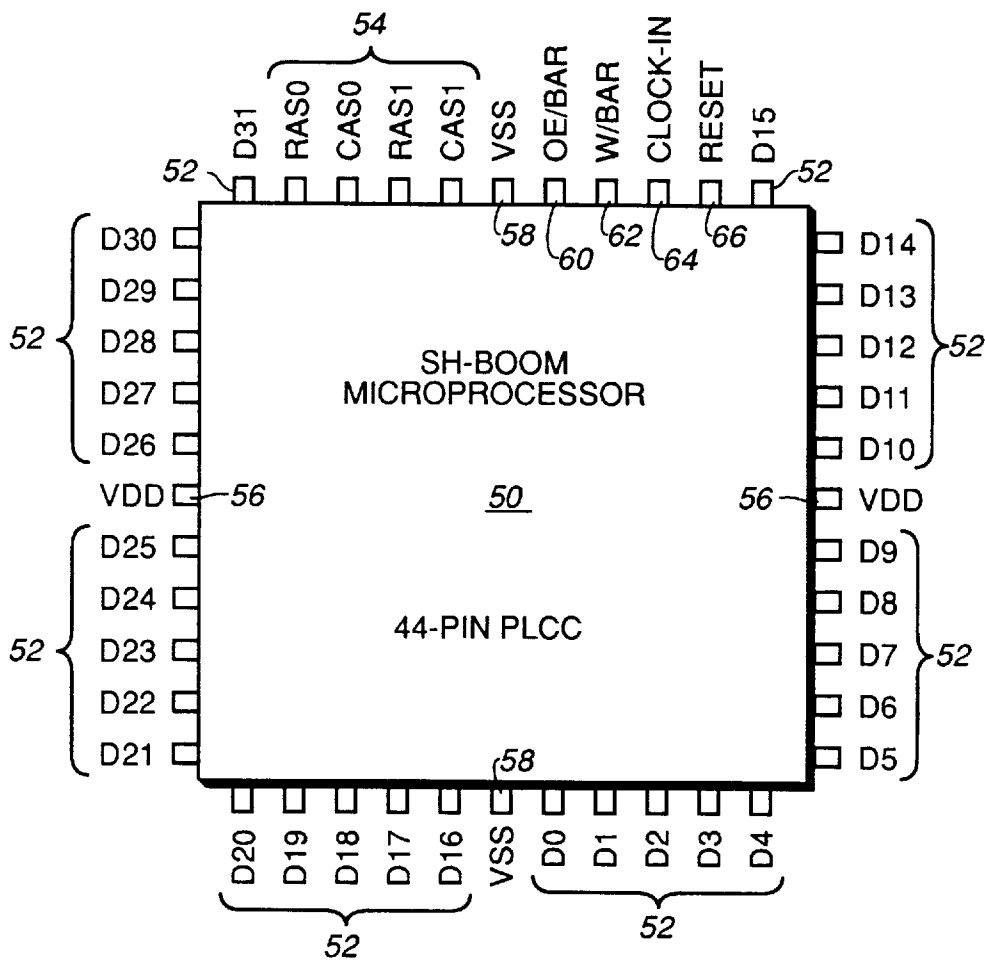 54
D31
RAS0
CAS0
RAS1
CAS1
VSS
OE/BAR
W/BAR
CLOCK-IN
RESET
D15
52
52
58
60
62
64
66
D30
D29
D28
D27
D26
52
D14
D13
D12
D11
D10
52
SH-BOOM
MICROPROCESSOR
VDD
56
50
56
VDD
D25
D24
D23
D22
D21
52
44-PIN PLCC
D9
D8
D7
D6
D5
52
58
D20
D19
D18
D17
D16
VSS
D0
D1
D2
D3
D4
52
52